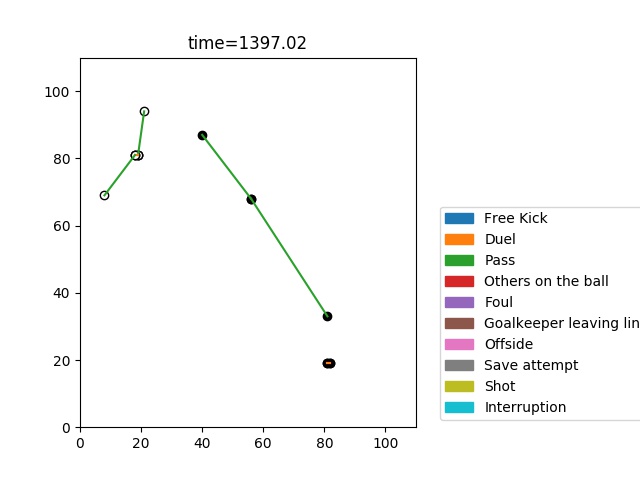 time=1397.02
100
80
60
40
20
0
0 20 40 60 80 100
Free Kick
Duel
Pass
Others on the ball
Foul
Goalkeeper leaving lin
Offside
Save attempt
Shot
Interruption